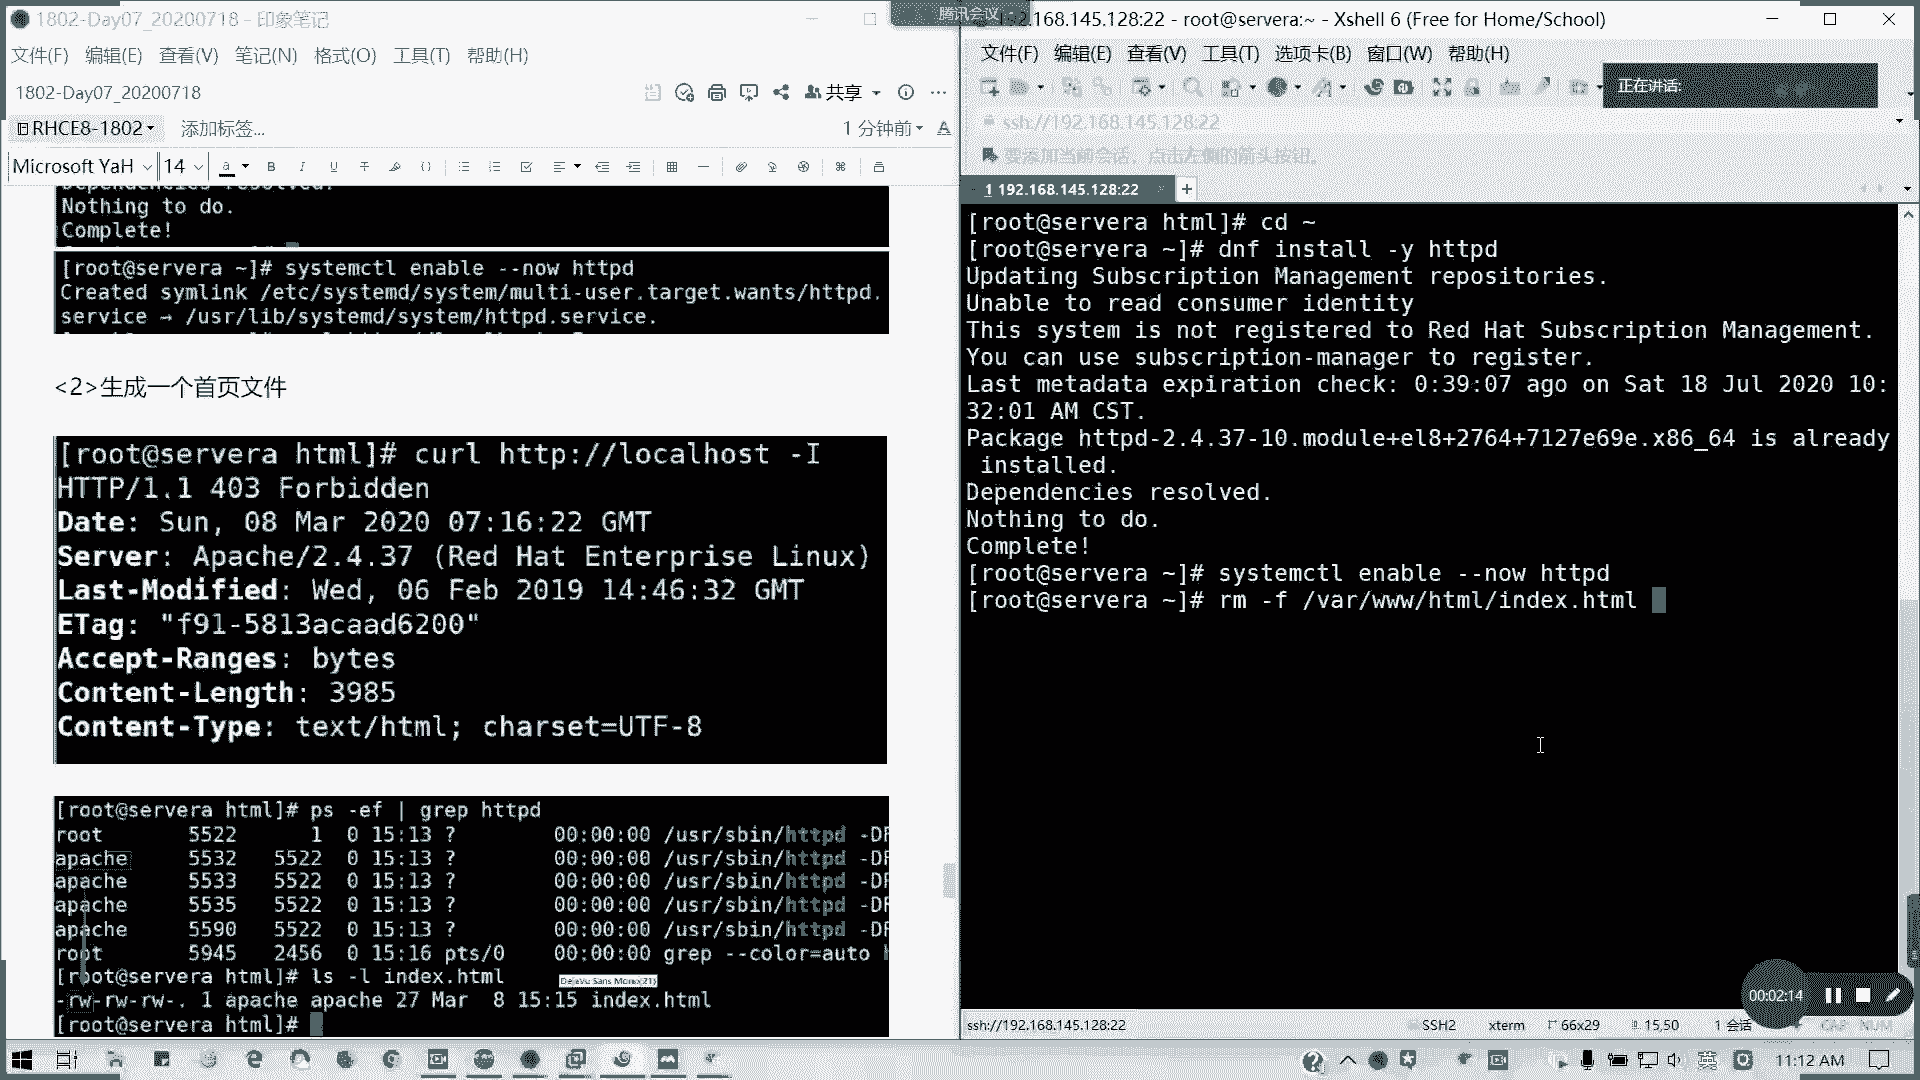 1802-Day07_20200718 - 印象笔记
文件(F) 编辑(E) 查看(V) 笔记(N) 格式(O) 工具(T) 帮助(H)
1802-Day07_20200718
共享
RHCE8-1802 添加标签...
1 分钟前
Microsoft YaH 14
Dependencies resolved.
Nothing to do.
Complete!
[root@servera ~]# systemctl enable --now httpd
Created symlink /etc/systemd/system/multi-user.target.wants/httpd.
service → /usr/lib/systemd/system/httpd.service.
<2>生成一个首页文件
[root@servera html]# curl http://localhost -I
HTTP/1.1 403 Forbidden
Date: Sun, 08 Mar 2020 07:16:22 GMT
Server: Apache/2.4.37 (Red Hat Enterprise Linux)
Last-Modified: Wed, 06 Feb 2019 14:46:32 GMT
ETag: "f91-5813acaad6200"
Accept-Ranges: bytes
Content-Length: 3985
Content-Type: text/html; charset=UTF-8
[root@servera html]# ps -ef | grep httpd
root 5522 1 0 15:13 ? 00:00:00 /usr/sbin/httpd -DF
apache 5532 5522 0 15:13 ? 00:00:00 /usr/sbin/httpd -DF
apache 5533 5522 0 15:13 ? 00:00:00 /usr/sbin/httpd -DF
apache 5535 5522 0 15:13 ? 00:00:00 /usr/sbin/httpd -DF
apache 5590 5522 0 15:13 ? 00:00:00 /usr/sbin/httpd -DF
root 5945 2456 0 15:16 pts/0 00:00:00 grep --color=auto
[root@servera html]# ls -l index.html
-rw-rw-rw-. 1 apache apache 27 Mar 8 15:15 index.html
[root@servera html]#
腾讯会议
192.168.145.128:22 - root@servera:~ - Xshell 6 (Free for Home/School)
文件(F) 编辑(E) 查看(V) 工具(T) 选项卡(B) 窗口(W) 帮助(H)
正在讲话:
ssh://192.168.145.128:22
要添加当前会话，点击左侧的箭头按钮。
1 192.168.145.128:22
[root@servera html]# cd ~
[root@servera ~]# dnf install -y httpd
Updating Subscription Management repositories.
Unable to read consumer identity
This system is not registered to Red Hat Subscription Management.
You can use subscription-manager to register.
Last metadata expiration check: 0:39:07 ago on Sat 18 Jul 2020 10:
32:01 AM CST.
Package httpd-2.4.37-10.module+el8+2764+7127e69e.x86_64 is already
installed.
Dependencies resolved.
Nothing to do.
Complete!
[root@servera ~]# systemctl enable --now httpd
[root@servera ~]# rm -f /var/www/html/index.html
00:02:14
ssh://192.168.145.128:22 SSH2 xterm 66x29 15,50 1 会话 CAP NUM
英
11:12 AM